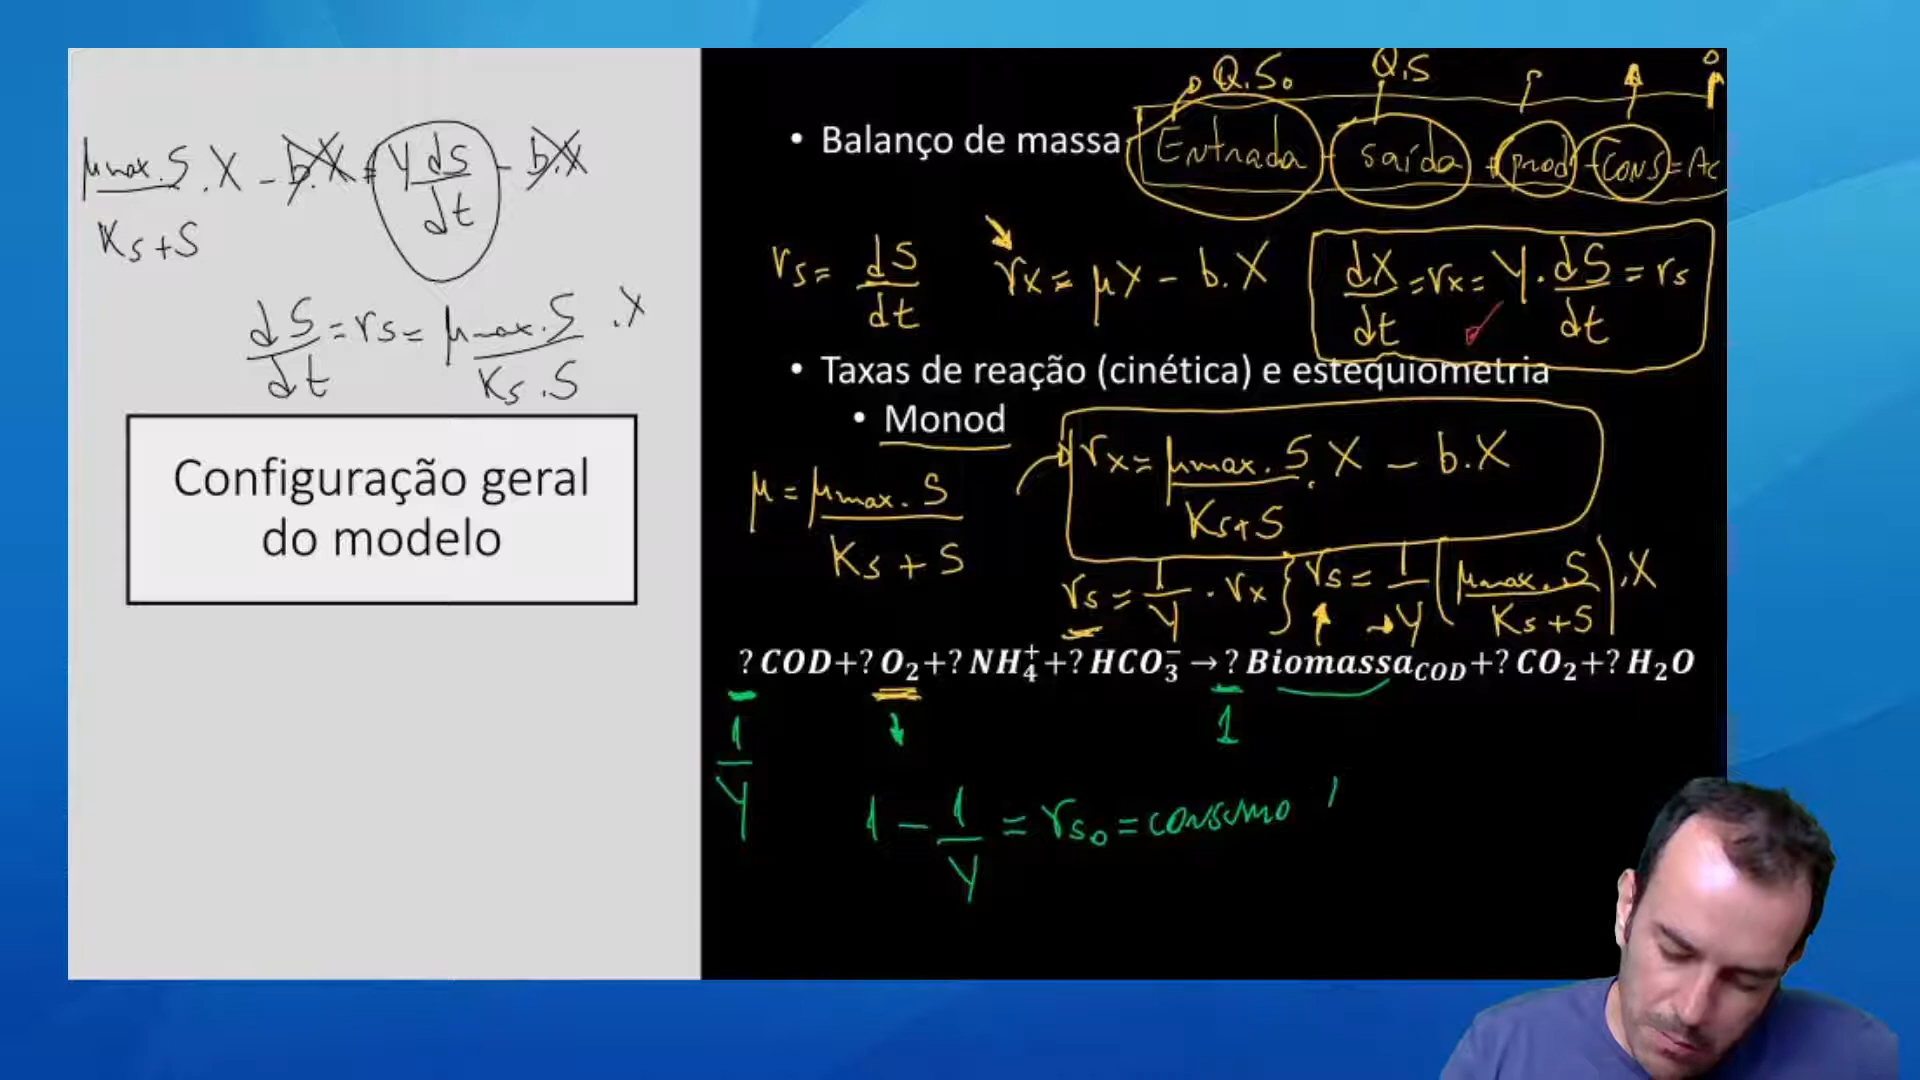 μmax.S .X - b.X = Y dS/dt - b.X
Ks+S
dS/dt = rs = μmax.S .X
Ks.S
Configuração geral
do modelo
Q.So Q.S
• Balanço de massa Entrada - saída + prod - cons = Ac
rs = dS/dt rx = μX - b.X dX/dt = rx = Y.dS/dt = rs
• Taxas de reação (cinética) e estequiometria
• Monod
rx = μmax.S.X - b.X
Ks+S
μ = μmax.S
Ks + S
rs = 1/Y . rx } rs = 1/Y (μmax.S / Ks+S).X
? COD+? O₂+? NH₄⁺+? HCO₃⁻→? Biomassa_COD+? CO₂+? H₂O
1/Y 1
1 - 1/Y = rso = consumo